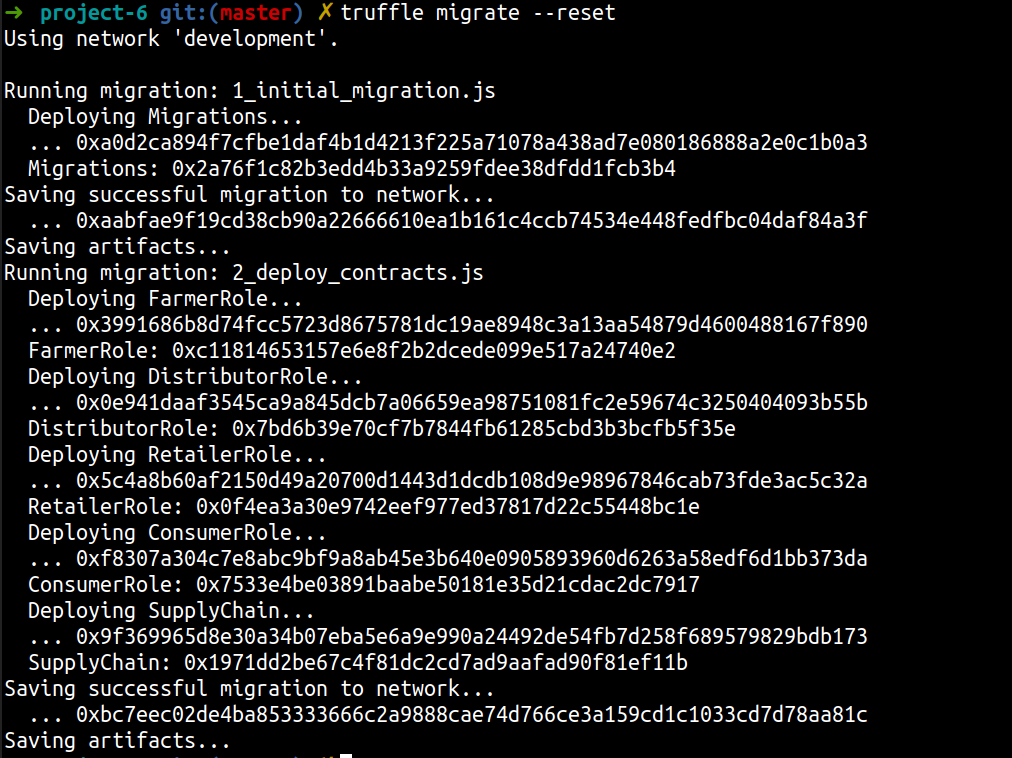 ➜ project-6 git:(master) ✗ truffle migrate --reset
Using network 'development'.
Running migration: 1_initial_migration.js
Deploying Migrations...
... 0xa0d2ca894f7cfbe1daf4b1d4213f225a71078a438ad7e080186888a2e0c1b0a3
Migrations: 0x2a76f1c82b3edd4b33a9259fdee38dfdd1fcb3b4
Saving successful migration to network...
... 0xaabfae9f19cd38cb90a22666610ea1b161c4ccb74534e448fedfbc04daf84a3f
Saving artifacts...
Running migration: 2_deploy_contracts.js
Deploying FarmerRole...
... 0x3991686b8d74fcc5723d8675781dc19ae8948c3a13aa54879d4600488167f890
FarmerRole: 0xc11814653157e6e8f2b2dcede099e517a24740e2
Deploying DistributorRole...
... 0x0e941daaf3545ca9a845dcb7a06659ea98751081fc2e59674c3250404093b55b
DistributorRole: 0x7bd6b39e70cf7b7844fb61285cbd3b3bcfb5f35e
Deploying RetailerRole...
... 0x5c4a8b60af2150d49a20700d1443d1dcdb108d9e98967846cab73fde3ac5c32a
RetailerRole: 0x0f4ea3a30e9742eef977ed37817d22c55448bc1e
Deploying ConsumerRole...
... 0xf8307a304c7e8abc9bf9a8ab45e3b640e0905893960d6263a58edf6d1bb373da
ConsumerRole: 0x7533e4be03891baabe50181e35d21cdac2dc7917
Deploying SupplyChain...
... 0x9f369965d8e30a34b07eba5e6a9e990a24492de54fb7d258f689579829bdb173
SupplyChain: 0x1971dd2be67c4f81dc2cd7ad9aafad90f81ef11b
Saving successful migration to network...
... 0xbc7eec02de4ba853333666c2a9888cae74d766ce3a159cd1c1033cd7d78aa81c
Saving artifacts...